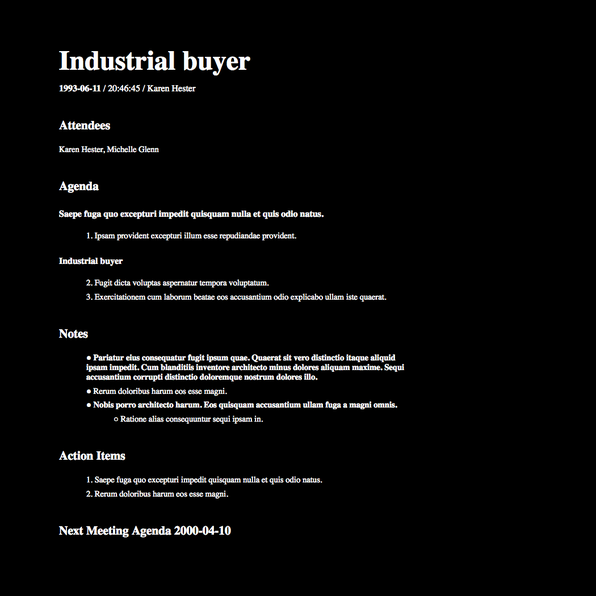 Industrial buyer
1993-06-11 / 20:46:45 / Karen Hester
Attendees
Karen Hester, Michelle Glenn
Agenda
Saepe fuga quo excepturi impedit quisquam nulla et quis odio natus.
1. Ipsam provident excepturi illum esse repudiandae provident.
Industrial buyer
2. Fugit dicta voluptas aspernatur tempora voluptatum.
3. Exercitationem cum laborum beatae eos accusantium odio explicabo ullam iste quaerat.
Notes
● Pariatur eius consequatur fugit ipsum quae. Quaerat sit vero distinctio itaque aliquid
ipsam impedit. Cum blanditiis inventore architecto minus dolores aliquam maxime. Sequi
accusantium corrupti distinctio doloremque nostrum dolores illo.
● Rerum doloribus harum eos esse magni.
● Nobis porro architecto harum. Eos quisquam accusantium ullam fuga a magni omnis.
○ Ratione alias consequuntur sequi ipsam in.
Action Items
1. Saepe fuga quo excepturi impedit quisquam nulla et quis odio natus.
2. Rerum doloribus harum eos esse magni.
Next Meeting Agenda 2000-04-10